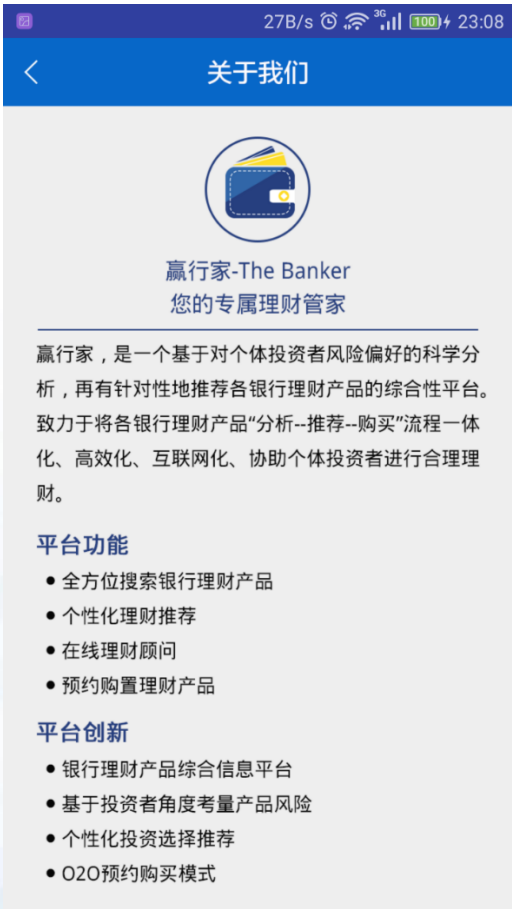 27B/s 3G 100 23:08
关于我们
赢行家-The Banker
您的专属理财管家
赢行家，是一个基于对个体投资者风险偏好的科学分
析，再有针对性地推荐各银行理财产品的综合性平台。
致力于将各银行理财产品“分析--推荐--购买”流程一体
化、高效化、互联网化、协助个体投资者进行合理理
财。
平台功能
● 全方位搜索银行理财产品
● 个性化理财推荐
● 在线理财顾问
● 预约购置理财产品
平台创新
● 银行理财产品综合信息平台
● 基于投资者角度考量产品风险
● 个性化投资选择推荐
● O2O预约购买模式